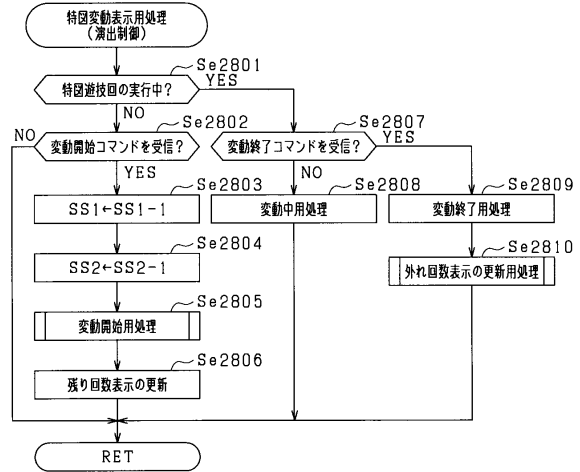 特図変動表示用処理
（演出制御）
Se2801
特図遊技回の実行中？
YES
NO
Se2802
NO
変動開始コマンドを受信？
YES
Se2807
変動終了コマンドを受信？
YES
NO
Se2803
SS1←SS1－1
Se2808
変動中用処理
Se2809
変動終了用処理
Se2804
SS2←SS2－1
Se2810
外れ回数表示の更新用処理
Se2805
変動開始用処理
Se2806
残り回数表示の更新
RET